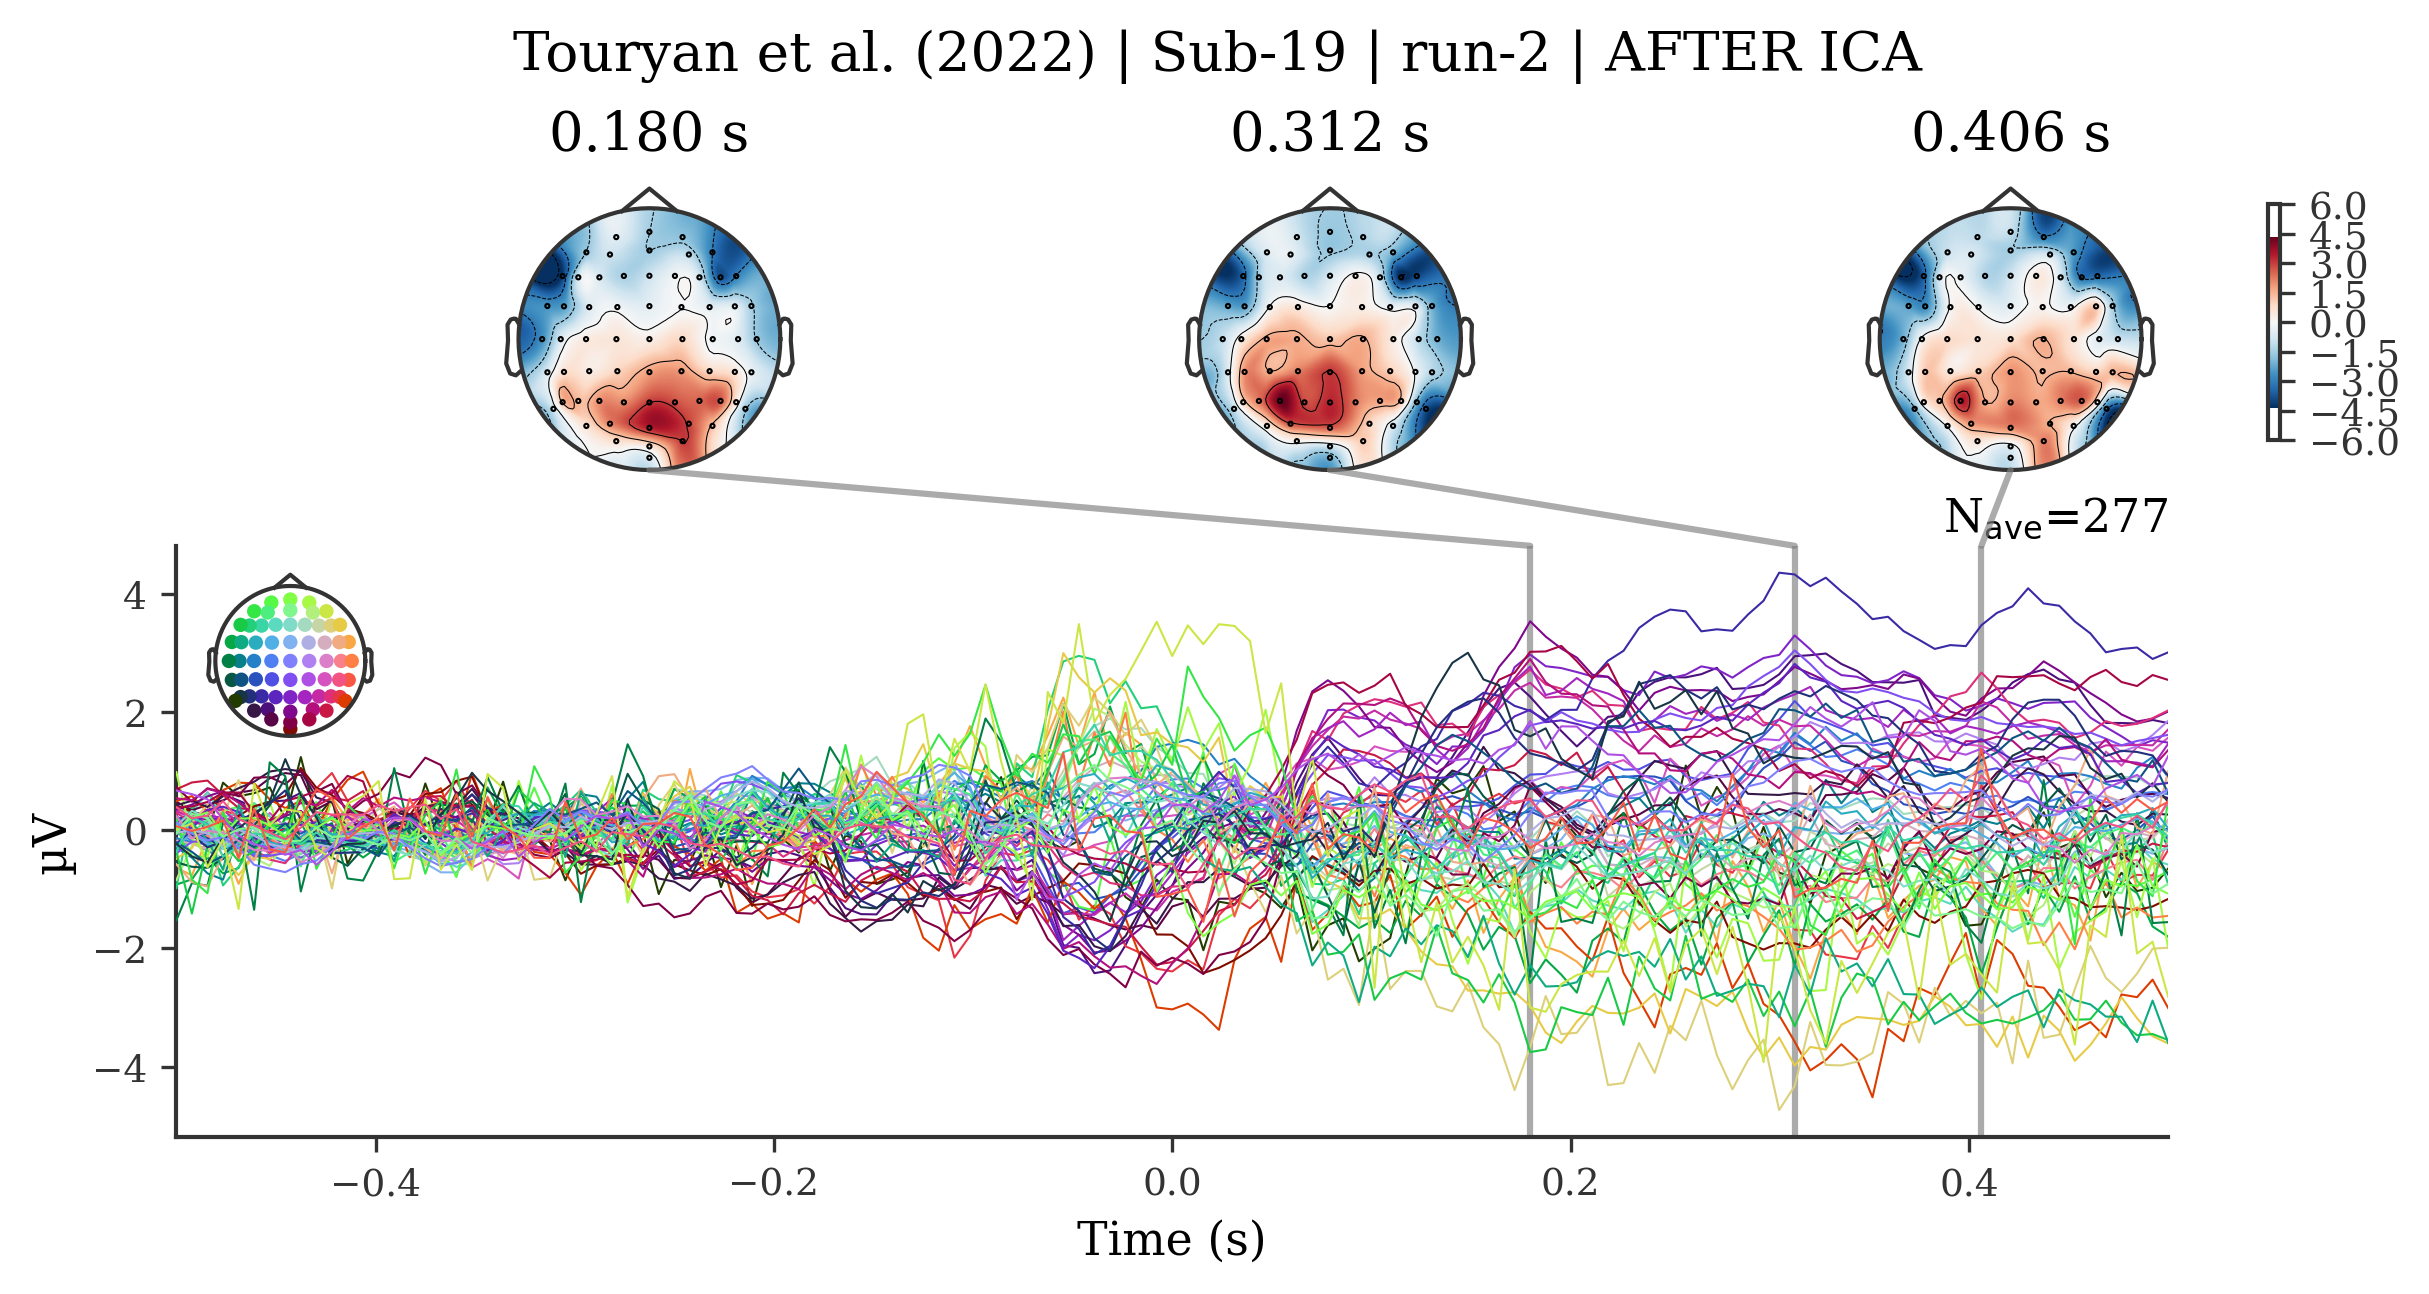 Touryan et al. (2022) | Sub-19 | run-2 | AFTER ICA
0.180 s
0.312 s
0.406 s
6.0
4.5
3.0
1.5
0.0
−1.5
−3.0
−4.5
−6.0
Nave=277
4
2
0
−2
−4
µV
−0.4
−0.2
0.0
0.2
0.4
Time (s)